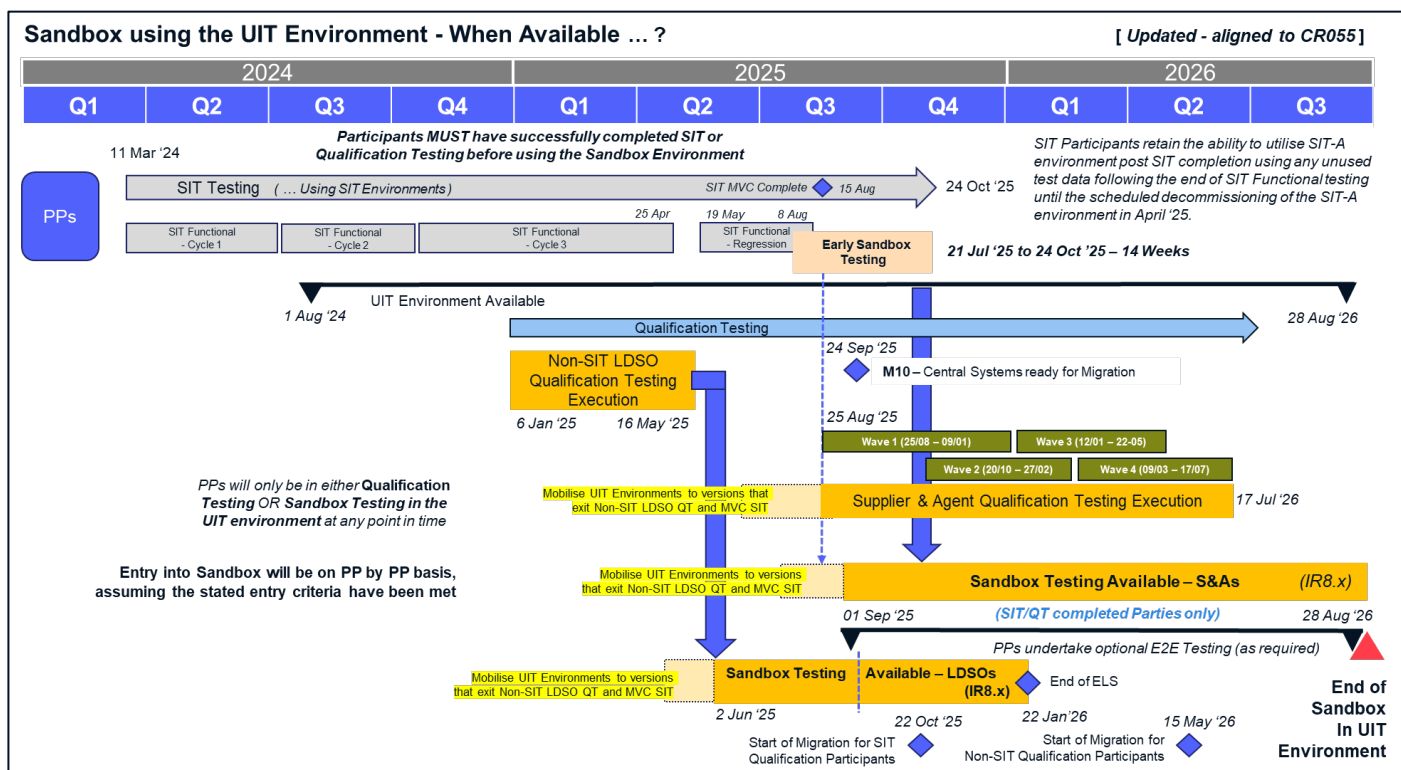 Sandbox using the UIT Environment - When Available … ?
[ Updated - aligned to CR055 ]
2024
2025
2026
Q1
Q2
Q3
Q4
Q1
Q2
Q3
Q4
Q1
Q2
Q3
Participants MUST have successfully completed SIT or
Qualification Testing before using the Sandbox Environment
SIT Participants retain the ability to utilise SIT-A
environment post SIT completion using any unused
test data following the end of SIT Functional testing
until the scheduled decommissioning of the SIT-A
environment in April '25.
11 Mar '24
PPs
SIT Testing ( … Using SIT Environments)
SIT MVC Complete
15 Aug
24 Oct '25
25 Apr
19 May
8 Aug
SIT Functional
- Cycle 1
SIT Functional
- Cycle 2
SIT Functional
- Cycle 3
SIT Functional
- Regression
Early Sandbox
Testing
21 Jul '25 to 24 Oct '25 – 14 Weeks
UIT Environment Available
1 Aug '24
28 Aug '26
Qualification Testing
24 Sep '25
M10 – Central Systems ready for Migration
Non-SIT LDSO
Qualification Testing
Execution
6 Jan '25
16 May '25
25 Aug '25
Wave 1 (25/08 – 09/01)
Wave 3 (12/01 – 22-05)
Wave 2 (20/10 – 27/02)
Wave 4 (09/03 – 17/07)
PPs will only be in either Qualification
Testing OR Sandbox Testing in the
UIT environment at any point in time
Mobilise UIT Environments to versions that
exit Non-SIT LDSO QT and MVC SIT
Supplier & Agent Qualification Testing Execution
17 Jul '26
Entry into Sandbox will be on PP by PP basis,
assuming the stated entry criteria have been met
Mobilise UIT Environments to versions
that exit Non-SIT LDSO QT and MVC SIT
Sandbox Testing Available – S&As
(IR8.x)
01 Sep '25
(SIT/QT completed Parties only)
28 Aug '26
PPs undertake optional E2E Testing (as required)
Mobilise UIT Environments to versions
that exit Non-SIT LDSO QT and MVC SIT
Sandbox Testing
Available – LDSOs
(IR8.x)
End of ELS
2 Jun '25
22 Oct '25
22 Jan'26
15 May '26
Start of Migration for SIT
Qualification Participants
Start of Migration for
Non-SIT Qualification Participants
End of
Sandbox
In UIT
Environment